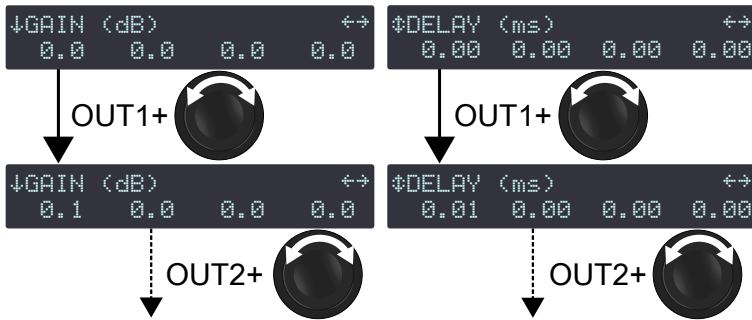 ↓GAIN (dB) ←→
0.0 0.0 0.0 0.0
OUT1+
↓GAIN (dB) ←→
0.1 0.0 0.0 0.0
OUT2+
↕DELAY (ms) ←→
0.00 0.00 0.00 0.00
OUT1+
↕DELAY (ms) ←→
0.01 0.00 0.00 0.00
OUT2+